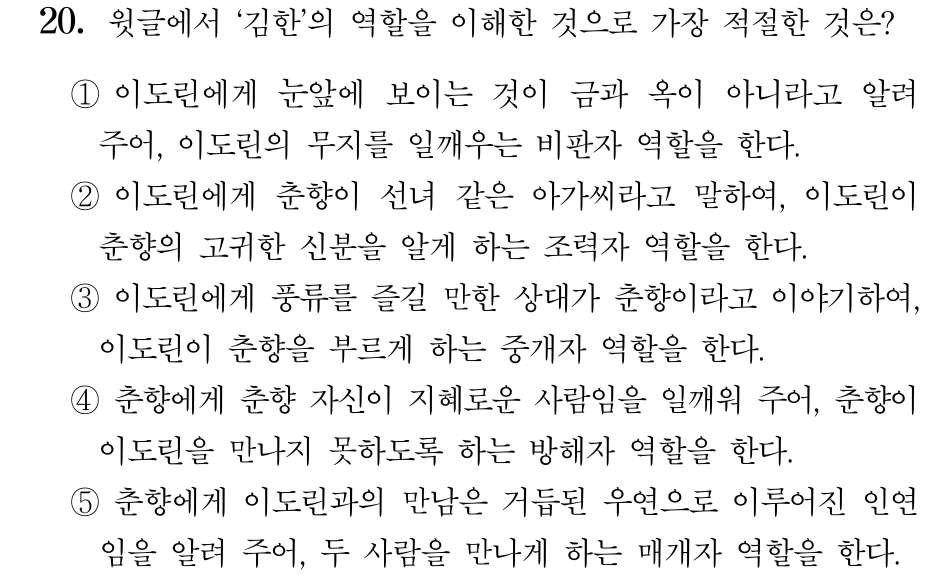 20. 윗글에서 ‘김한’의 역할을 이해한 것으로 가장 적절한 것은?
① 이도린에게 눈앞에 보이는 것이 금과 옥이 아니라고 알려
주어, 이도린의 무지를 일깨우는 비판자 역할을 한다.
② 이도린에게 춘향이 선녀 같은 아가씨라고 말하여, 이도린이
춘향의 고귀한 신분을 알게 하는 조력자 역할을 한다.
③ 이도린에게 풍류를 즐길 만한 상대가 춘향이라고 이야기하여,
이도린이 춘향을 부르게 하는 중개자 역할을 한다.
④ 춘향에게 춘향 자신이 지혜로운 사람임을 일깨워 주어, 춘향이
이도린을 만나지 못하도록 하는 방해자 역할을 한다.
⑤ 춘향에게 이도린과의 만남은 거듭된 우연으로 이루어진 인연
임을 알려 주어, 두 사람을 만나게 하는 매개자 역할을 한다.